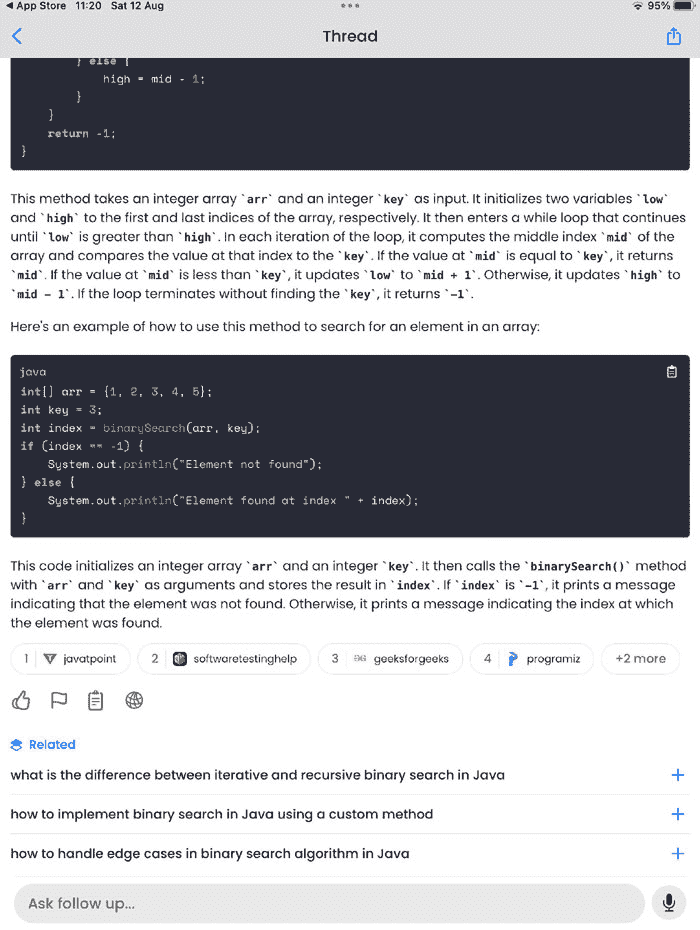 App Store 11:20 Sat 12 Aug 95%
Thread
} else {
high = mid - 1;
}
}
return -1;
}
This method takes an integer array `arr` and an integer `key` as input. It initializes two variables `low`
and `high` to the first and last indices of the array, respectively. It then enters a while loop that continues
until `low` is greater than `high`. In each iteration of the loop, it computes the middle index `mid` of the
array and compares the value at that index to the `key`. If the value at `mid` is equal to `key`, it returns
`mid`. If the value at `mid` is less than `key`, it updates `low` to `mid + 1`. Otherwise, it updates `high` to
`mid - 1`. If the loop terminates without finding the `key`, it returns `-1`.
Here's an example of how to use this method to search for an element in an array:
java
int[] arr = {1, 2, 3, 4, 5};
int key = 3;
int index = binarySearch(arr, key);
if (index == -1) {
System.out.println("Element not found");
} else {
System.out.println("Element found at index " + index);
}
This code initializes an integer array `arr` and an integer `key`. It then calls the `binarySearch()` method
with `arr` and `key` as arguments and stores the result in `index`. If `index` is `-1`, it prints a message
indicating that the element was not found. Otherwise, it prints a message indicating the index at which
the element was found.
1 javatpoint 2 softwaretestinghelp 3 geeksforgeeks 4 programiz +2 more
Related
what is the difference between iterative and recursive binary search in Java
how to implement binary search in Java using a custom method
how to handle edge cases in binary search algorithm in Java
Ask follow up...